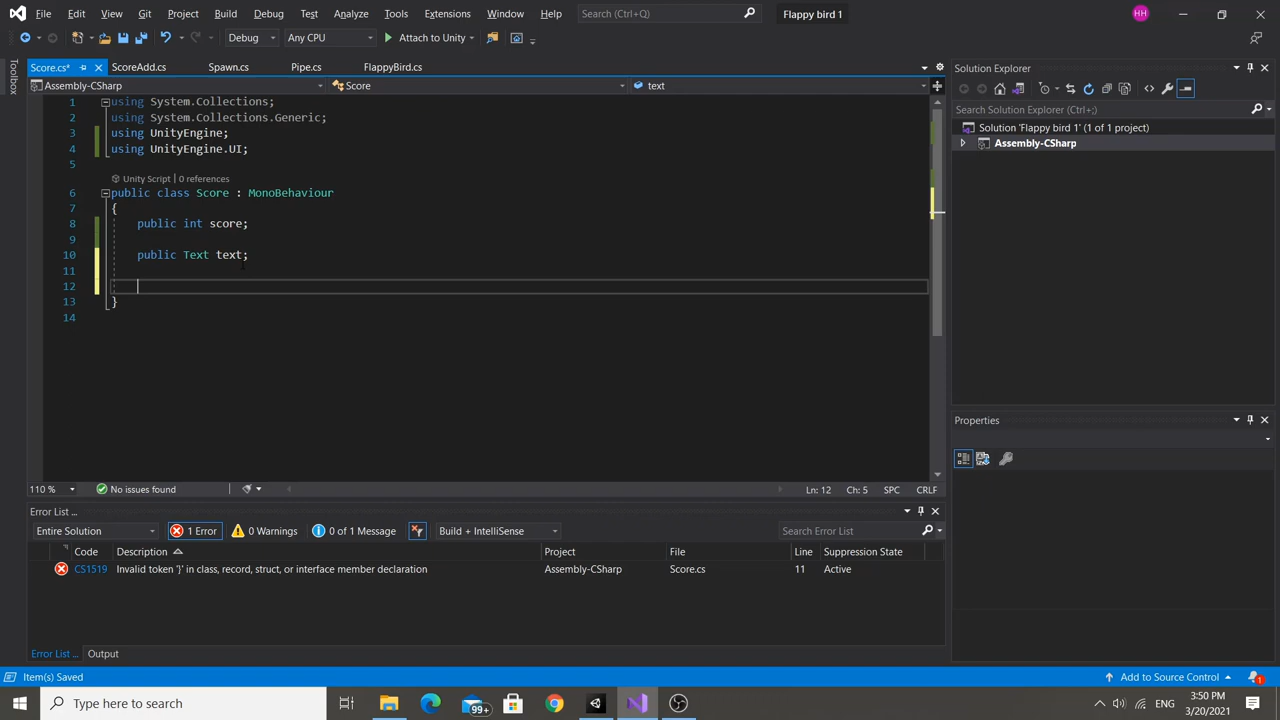 File Edit View Git Project Build Debug Test Analyze Tools Extensions Window Help Search (Ctrl+Q) Flappy bird 1 HH
Debug Any CPU Attach to Unity
Toolbox
Score.cs* ScoreAdd.cs Spawn.cs Pipe.cs FlappyBird.cs
Assembly-CSharp Score text
1 using System.Collections;
2 using System.Collections.Generic;
3 using UnityEngine;
4 using UnityEngine.UI;
5
Unity Script | 0 references
6 public class Score : MonoBehaviour
7 {
8 public int score;
9
10 public Text text;
11
12
13 }
14
110 % No issues found Ln: 12 Ch: 5 SPC CRLF
Error List ...
Entire Solution 1 Error 0 Warnings 0 of 1 Message Build + IntelliSense Search Error List
Code Description Project File Line Suppression State
CS1519 Invalid token '}' in class, record, struct, or interface member declaration Assembly-CSharp Score.cs 11 Active
Error List ... Output
Solution Explorer
Search Solution Explorer (Ctrl+;)
Solution 'Flappy bird 1' (1 of 1 project)
Assembly-CSharp
Properties
Item(s) Saved Add to Source Control 1
Type here to search 99+ ENG 3:50 PM
3/20/2021